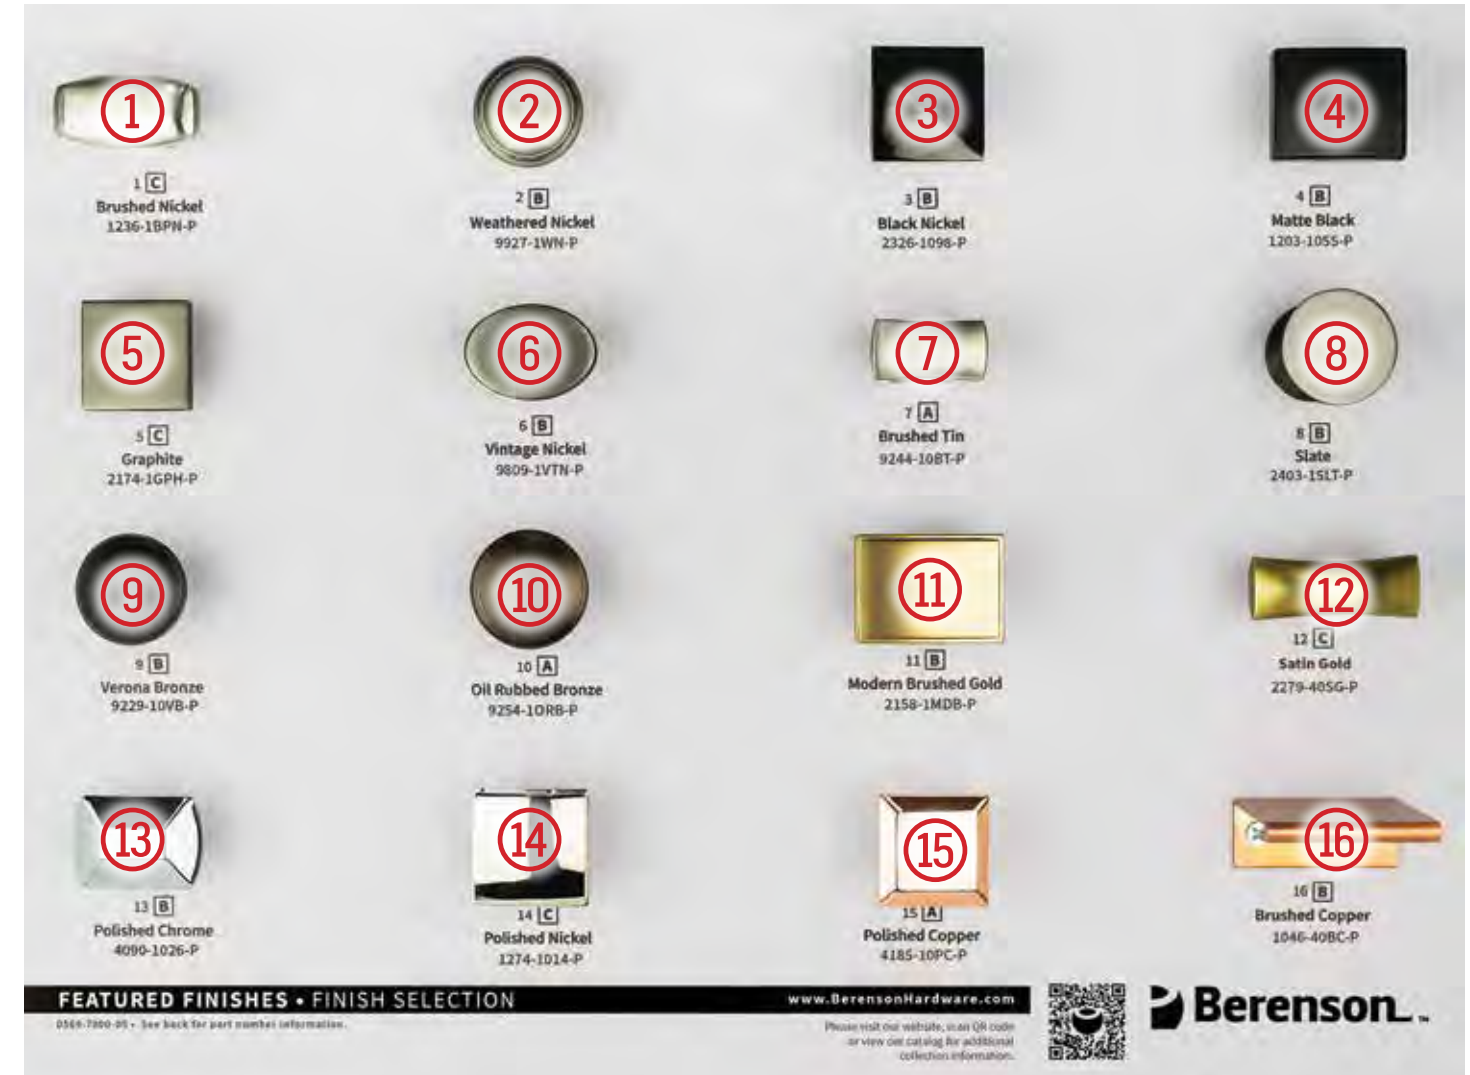 1
2
3
4
1 C
2 B
3 B
4 B
Brushed Nickel
Weathered Nickel
Black Nickel
Matte Black
1236-1BPN-P
9927-1WN-P
2326-1098-P
1203-1055-P
5
6
7
8
5 C
6 B
7 A
8 B
Graphite
Vintage Nickel
Brushed Tin
Slate
2174-1GPH-P
9809-1VTN-P
9244-10BT-P
2403-1SLT-P
9
10
11
12
9 B
10 A
11 B
12 C
Verona Bronze
Oil Rubbed Bronze
Modern Brushed Gold
Satin Gold
9229-10VB-P
9254-1ORB-P
2158-1MDB-P
2279-40SG-P
13
14
15
16
13 B
14 C
15 A
16 B
Polished Chrome
Polished Nickel
Polished Copper
Brushed Copper
4090-1026-P
1274-1014-P
4185-10PC-P
1046-40BC-P
FEATURED FINISHES • FINISH SELECTION
www.BerensonHardware.com
Berenson™
• See back for part number information.
Please visit our website, scan QR code
or view our catalog for additional
collection information.